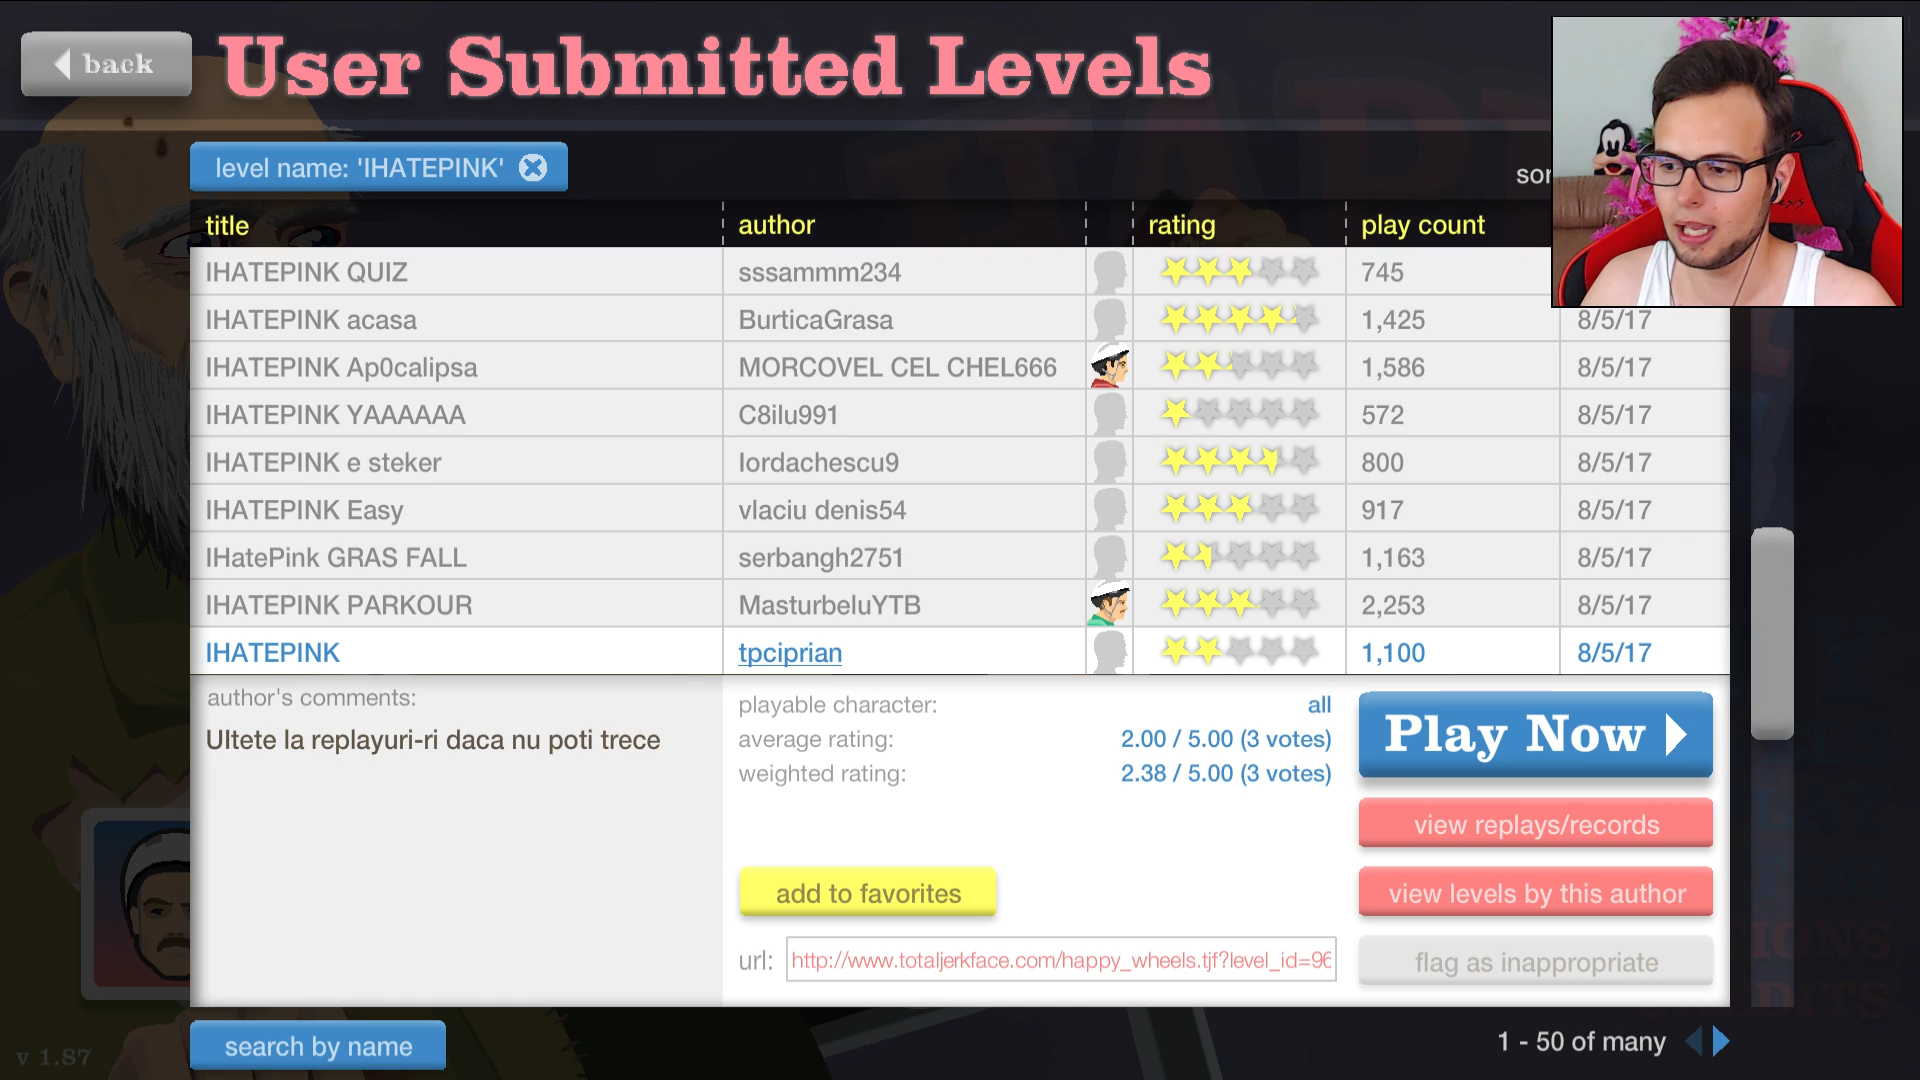 back
User Submitted Levels
level name: 'IHATEPINK'
sor
title author rating play count
IHATEPINK QUIZ sssammm234 745
IHATEPINK acasa BurticaGrasa 1,425 8/5/17
IHATEPINK Ap0calipsa MORCOVEL CEL CHEL666 1,586 8/5/17
IHATEPINK YAAAAAA C8ilu991 572 8/5/17
IHATEPINK e steker Iordachescu9 800 8/5/17
IHATEPINK Easy vlaciu denis54 917 8/5/17
IHatePink GRAS FALL serbangh2751 1,163 8/5/17
IHATEPINK PARKOUR MasturbeluYTB 2,253 8/5/17
IHATEPINK tpciprian 1,100 8/5/17
author's comments:
Ultete la replayuri-ri daca nu poti trece
playable character: all
average rating: 2.00 / 5.00 (3 votes)
weighted rating: 2.38 / 5.00 (3 votes)
Play Now
view replays/records
add to favorites
view levels by this author
url: http://www.totaljerkface.com/happy_wheels.tjf?level_id=96
flag as inappropriate
search by name
1 - 50 of many
v 1.87